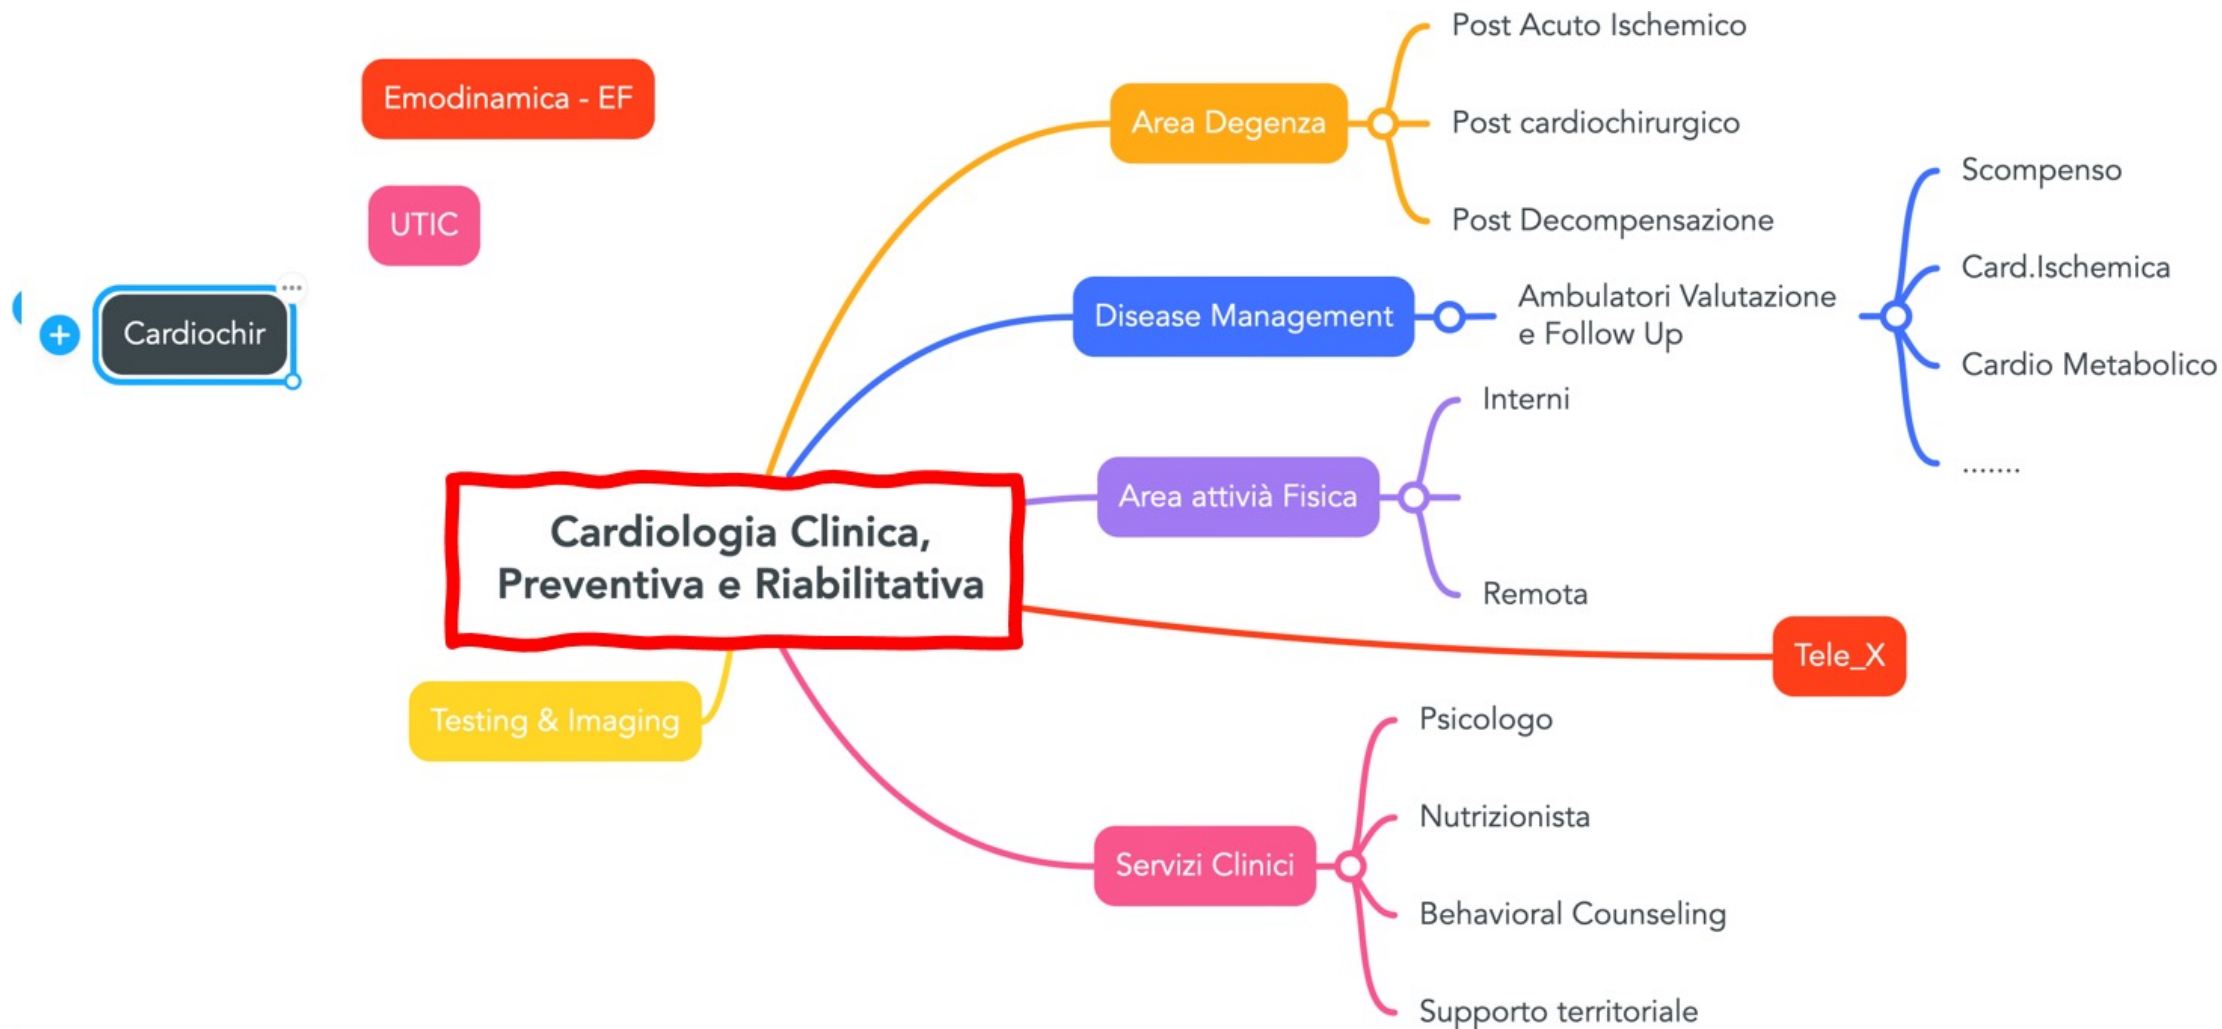 Emodinamica - EF
UTIC
Cardiochir
Cardiologia Clinica,
Preventiva e Riabilitativa
Testing & Imaging
Area Degenza
Post Acuto Ischemico
Post cardiochirurgico
Post Decompensazione
Disease Management
Ambulatori Valutazione
e Follow Up
Scompenso
Card.Ischemica
Cardio Metabolico
.......
Area attivià Fisica
Interni
Remota
Tele_X
Servizi Clinici
Psicologo
Nutrizionista
Behavioral Counseling
Supporto territoriale